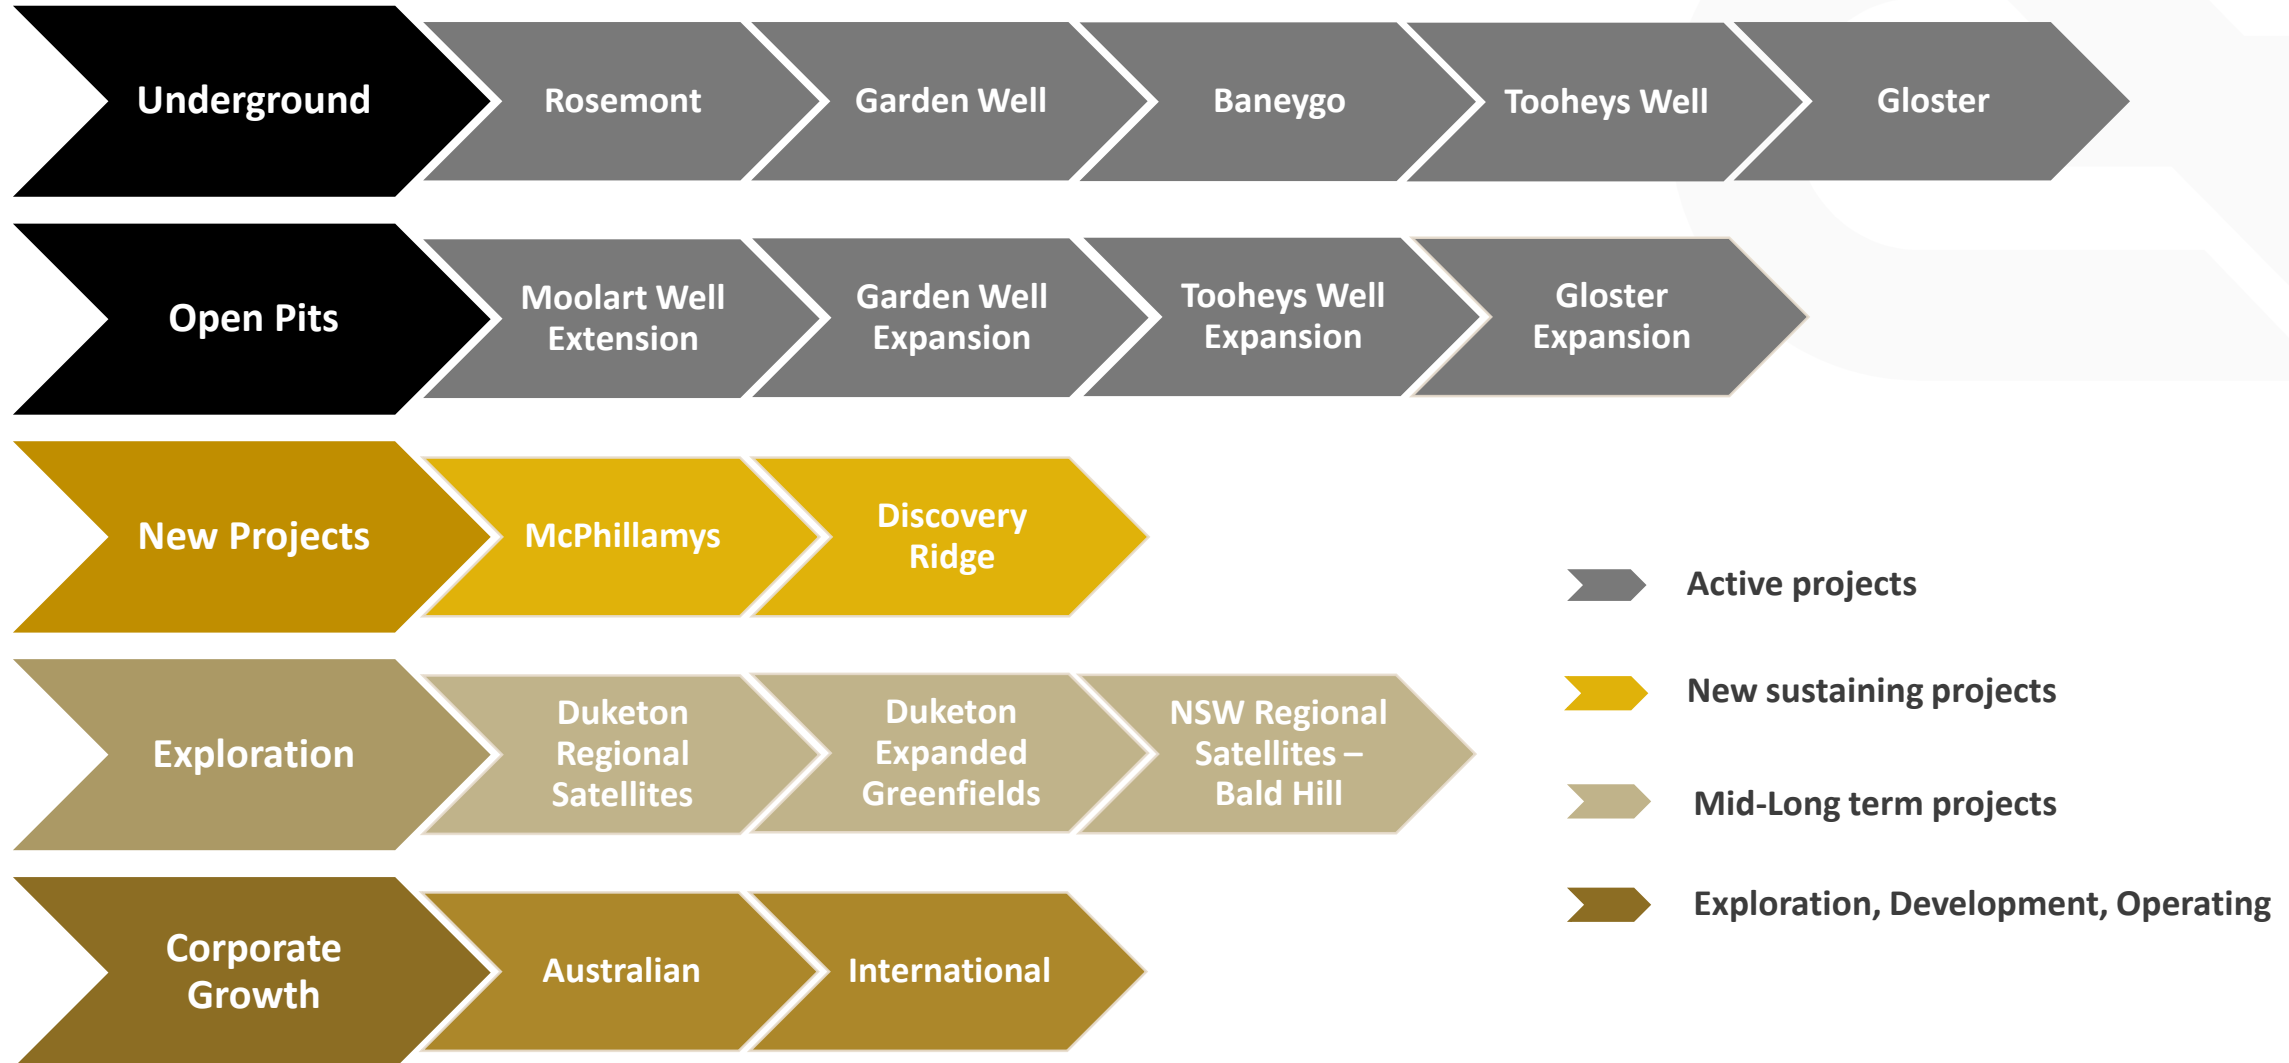 Underground
Rosemont
Garden Well
Baneygo
Tooheys Well
Gloster
Open Pits
Moolart Well
Extension
Garden Well
Expansion
Tooheys Well
Expansion
Gloster
Expansion
New Projects
McPhillamys
Discovery
Ridge
Exploration
Duketon
Regional
Satellites
Duketon
Expanded
Greenfields
NSW Regional
Satellites –
Bald Hill
Corporate
Growth
Australian
International
Active projects
New sustaining projects
Mid-Long term projects
Exploration, Development, Operating